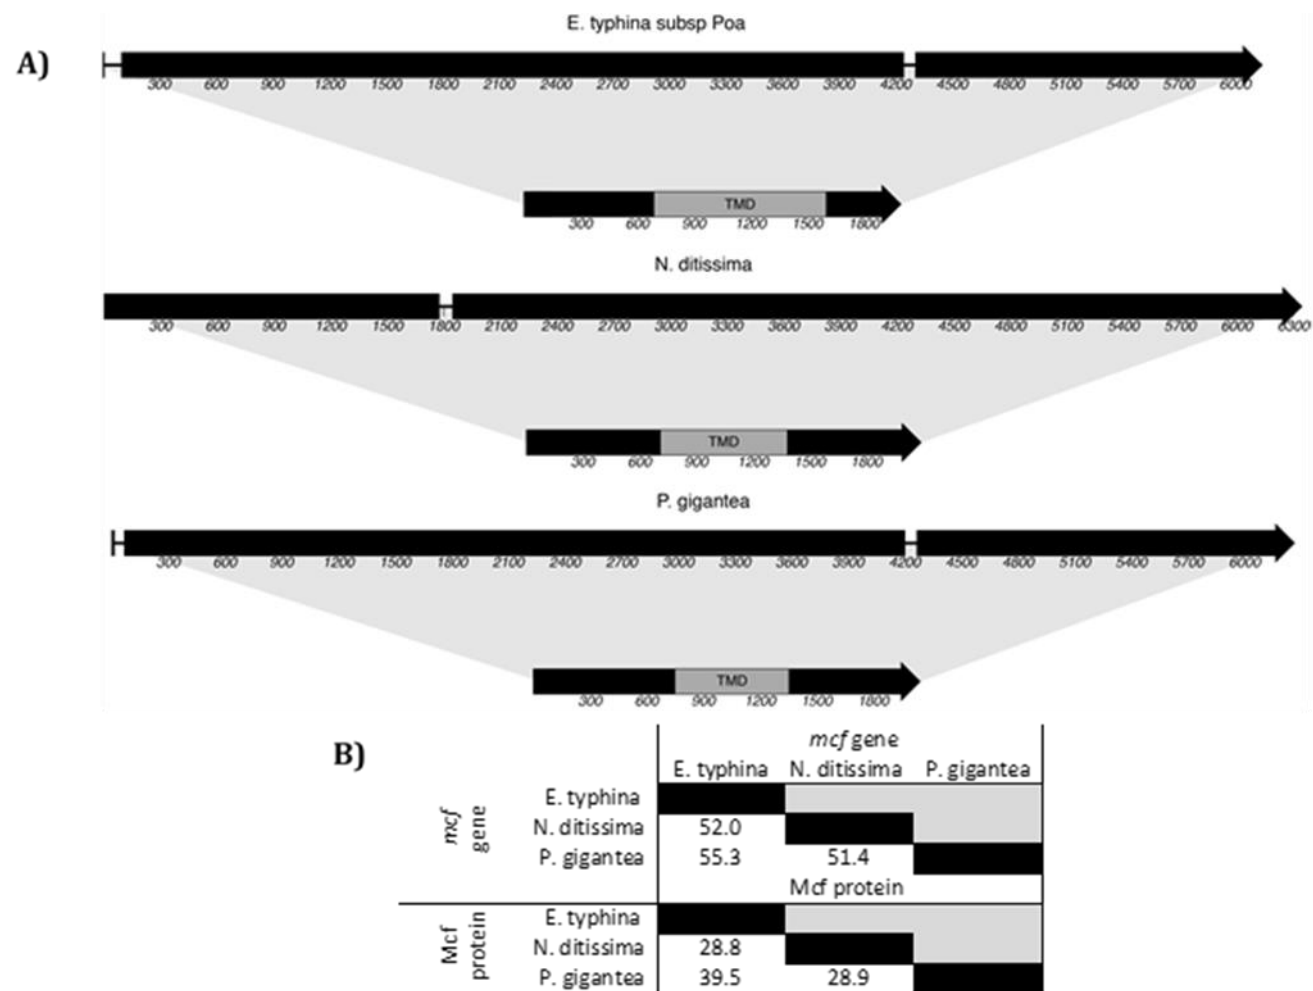 A)
E. typhina subsp Poa
300 600 900 1200 1500 1800 2100 2400 2700 3000 3300 3600 3900 4200 4500 4800 5100 5400 5700 6000
TMD
300 600 900 1200 1500 1800
N. ditissima
300 600 900 1200 1500 1800 2100 2400 2700 3000 3300 3600 3900 4200 4500 4800 5100 5400 5700 6000 6300
TMD
300 600 900 1200 1500 1800
P. gigantea
300 600 900 1200 1500 1800 2100 2400 2700 3000 3300 3600 3900 4200 4500 4800 5100 5400 5700 6000
TMD
300 600 900 1200 1500 1800
B)
mcf gene
E. typhina N. ditissima P. gigantea
mcf gene
E. typhina
N. ditissima 52.0
P. gigantea 55.3 51.4
Mcf protein
Mcf protein
E. typhina
N. ditissima 28.8
P. gigantea 39.5 28.9